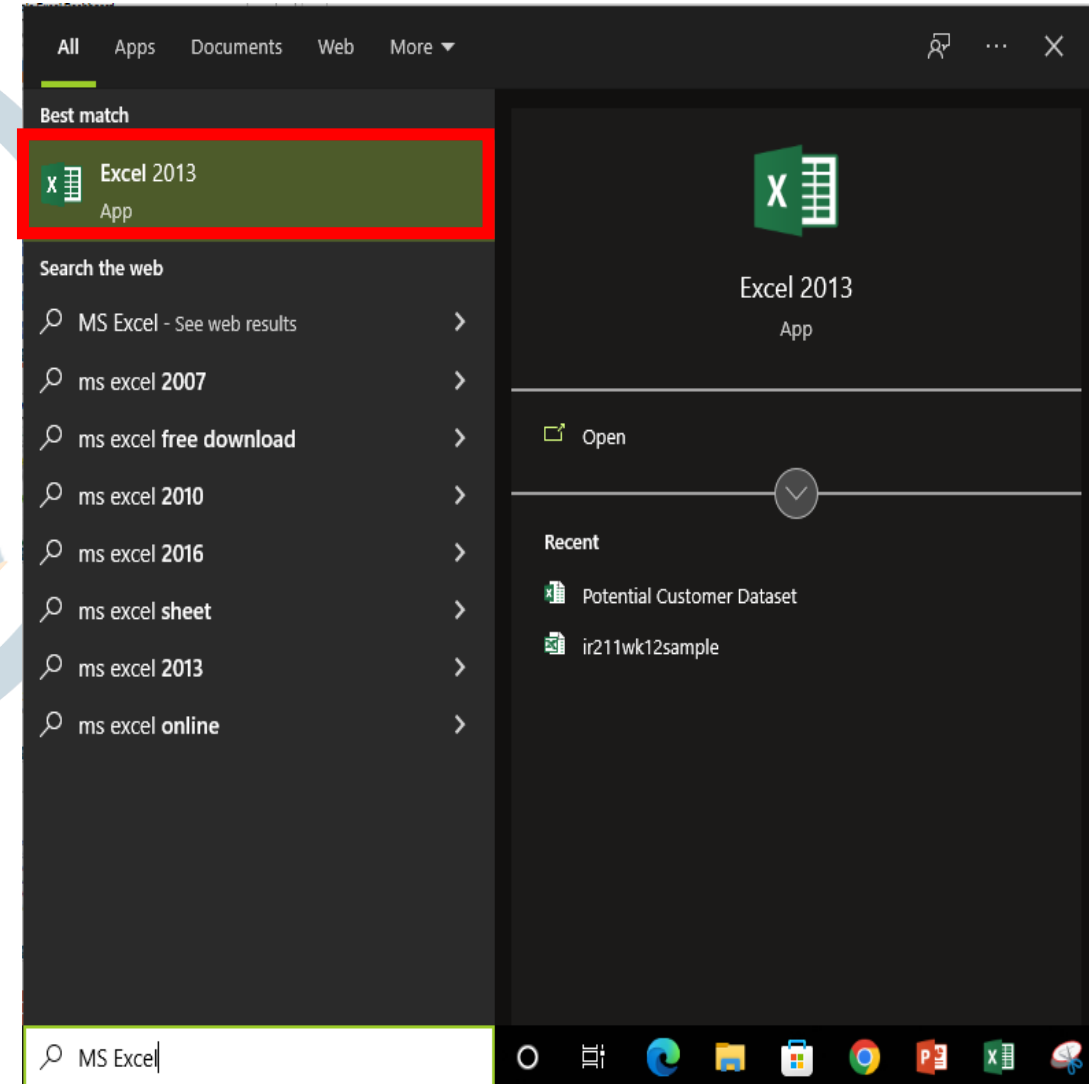 All Apps Documents Web More
Best match
Excel 2013
App
Search the web
MS Excel - See web results
ms excel 2007
ms excel free download
ms excel 2010
ms excel 2016
ms excel sheet
ms excel 2013
ms excel online
Excel 2013
App
Open
Recent
Potential Customer Dataset
ir211wk12sample
MS Excel